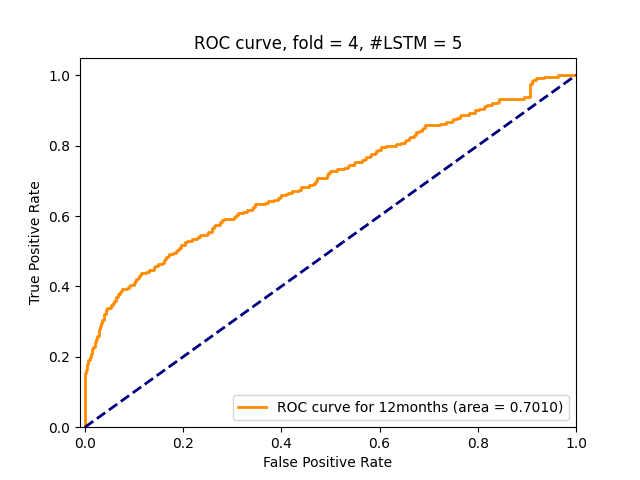 ROC curve, fold = 4, #LSTM = 5
True Positive Rate
1.0
0.8
0.6
0.4
0.2
0.0
ROC curve for 12months (area = 0.7010)
0.0 0.2 0.4 0.6 0.8 1.0
False Positive Rate